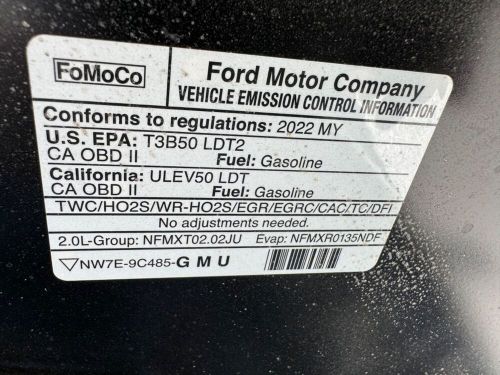 FoMoCo
Ford Motor Company
VEHICLE EMISSION CONTROL INFORMATION
Conforms to regulations: 2022 MY
U.S. EPA: T3B50 LDT2
CA OBD II Fuel: Gasoline
California: ULEV50 LDT
CA OBD II Fuel: Gasoline
TWC/HO2S/WR-HO2S/EGR/EGRC/CAC/TC/DFI
No adjustments needed.
2.0L-Group: NFMXT02.02JU Evap: NFMXR0135NDF
NW7E-9C485-GMU